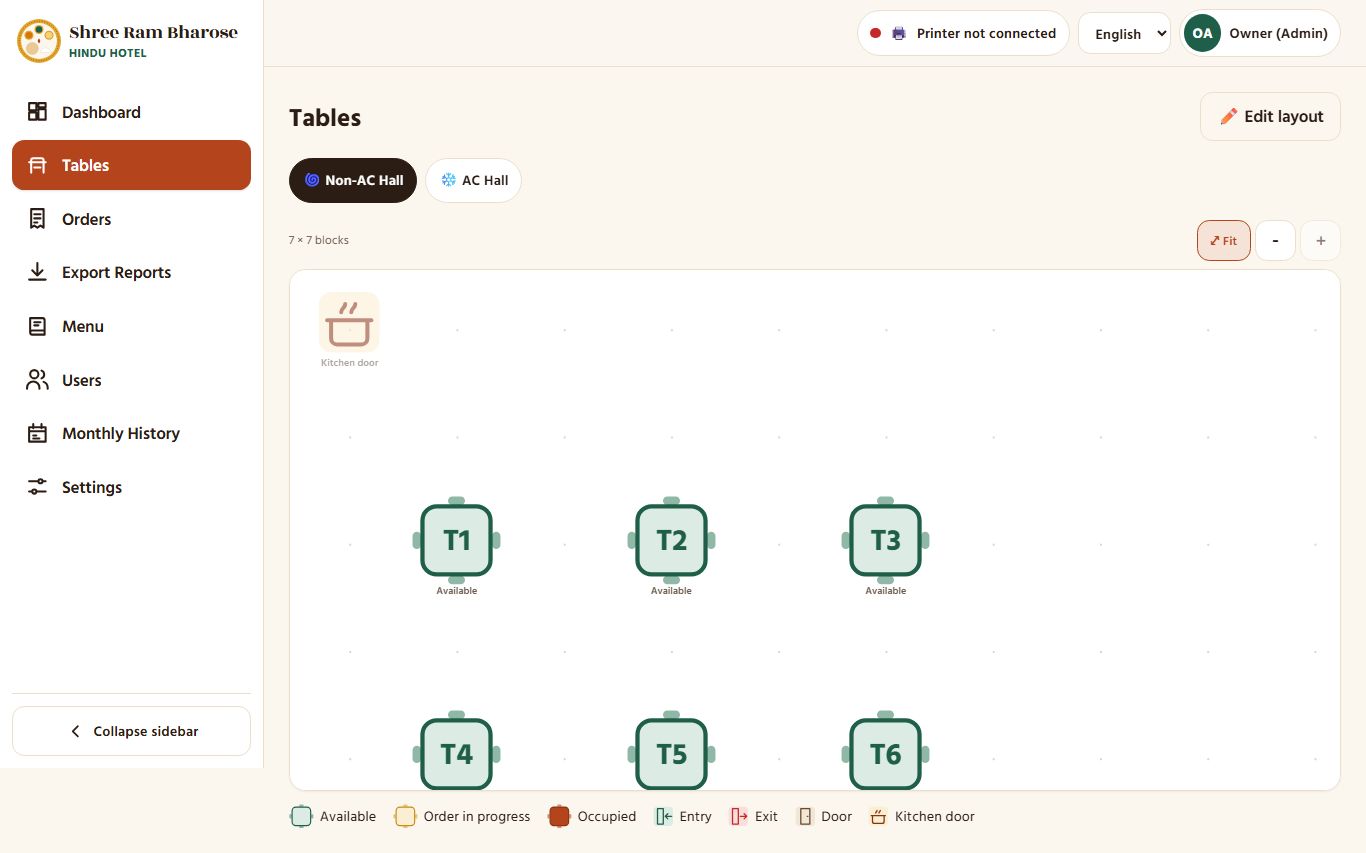 Shree Ram Bharose
HINDU HOTEL
Dashboard
Tables
Orders
Export Reports
Menu
Users
Monthly History
Settings
Collapse sidebar
Printer not connected
English
OA
Owner (Admin)
Tables
Edit layout
Non-AC Hall
AC Hall
7 × 7 blocks
Fit
-
+
Kitchen door
T1
T2
T3
Available
Available
Available
T4
T5
T6
Available
Order in progress
Occupied
Entry
Exit
Door
Kitchen door